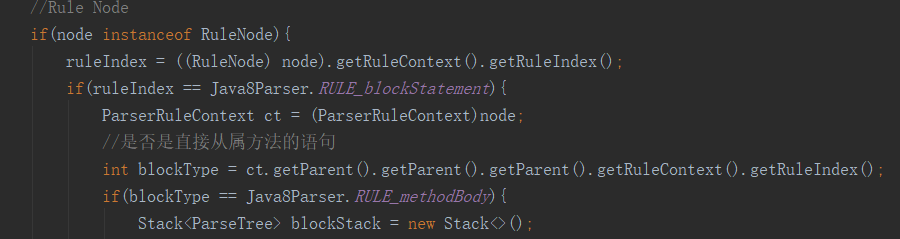 //Rule Node
if(node instanceof RuleNode){
ruleIndex = ((RuleNode) node).getRuleContext().getRuleIndex();
if(ruleIndex == Java8Parser.RULE_blockStatement){
ParserRuleContext ct = (ParserRuleContext)node;
//是否是直接从属方法的语句
int blockType = ct.getParent().getParent().getParent().getRuleContext().getRuleIndex();
if(blockType == Java8Parser.RULE_methodBody){
Stack<ParseTree> blockStack = new Stack<>();